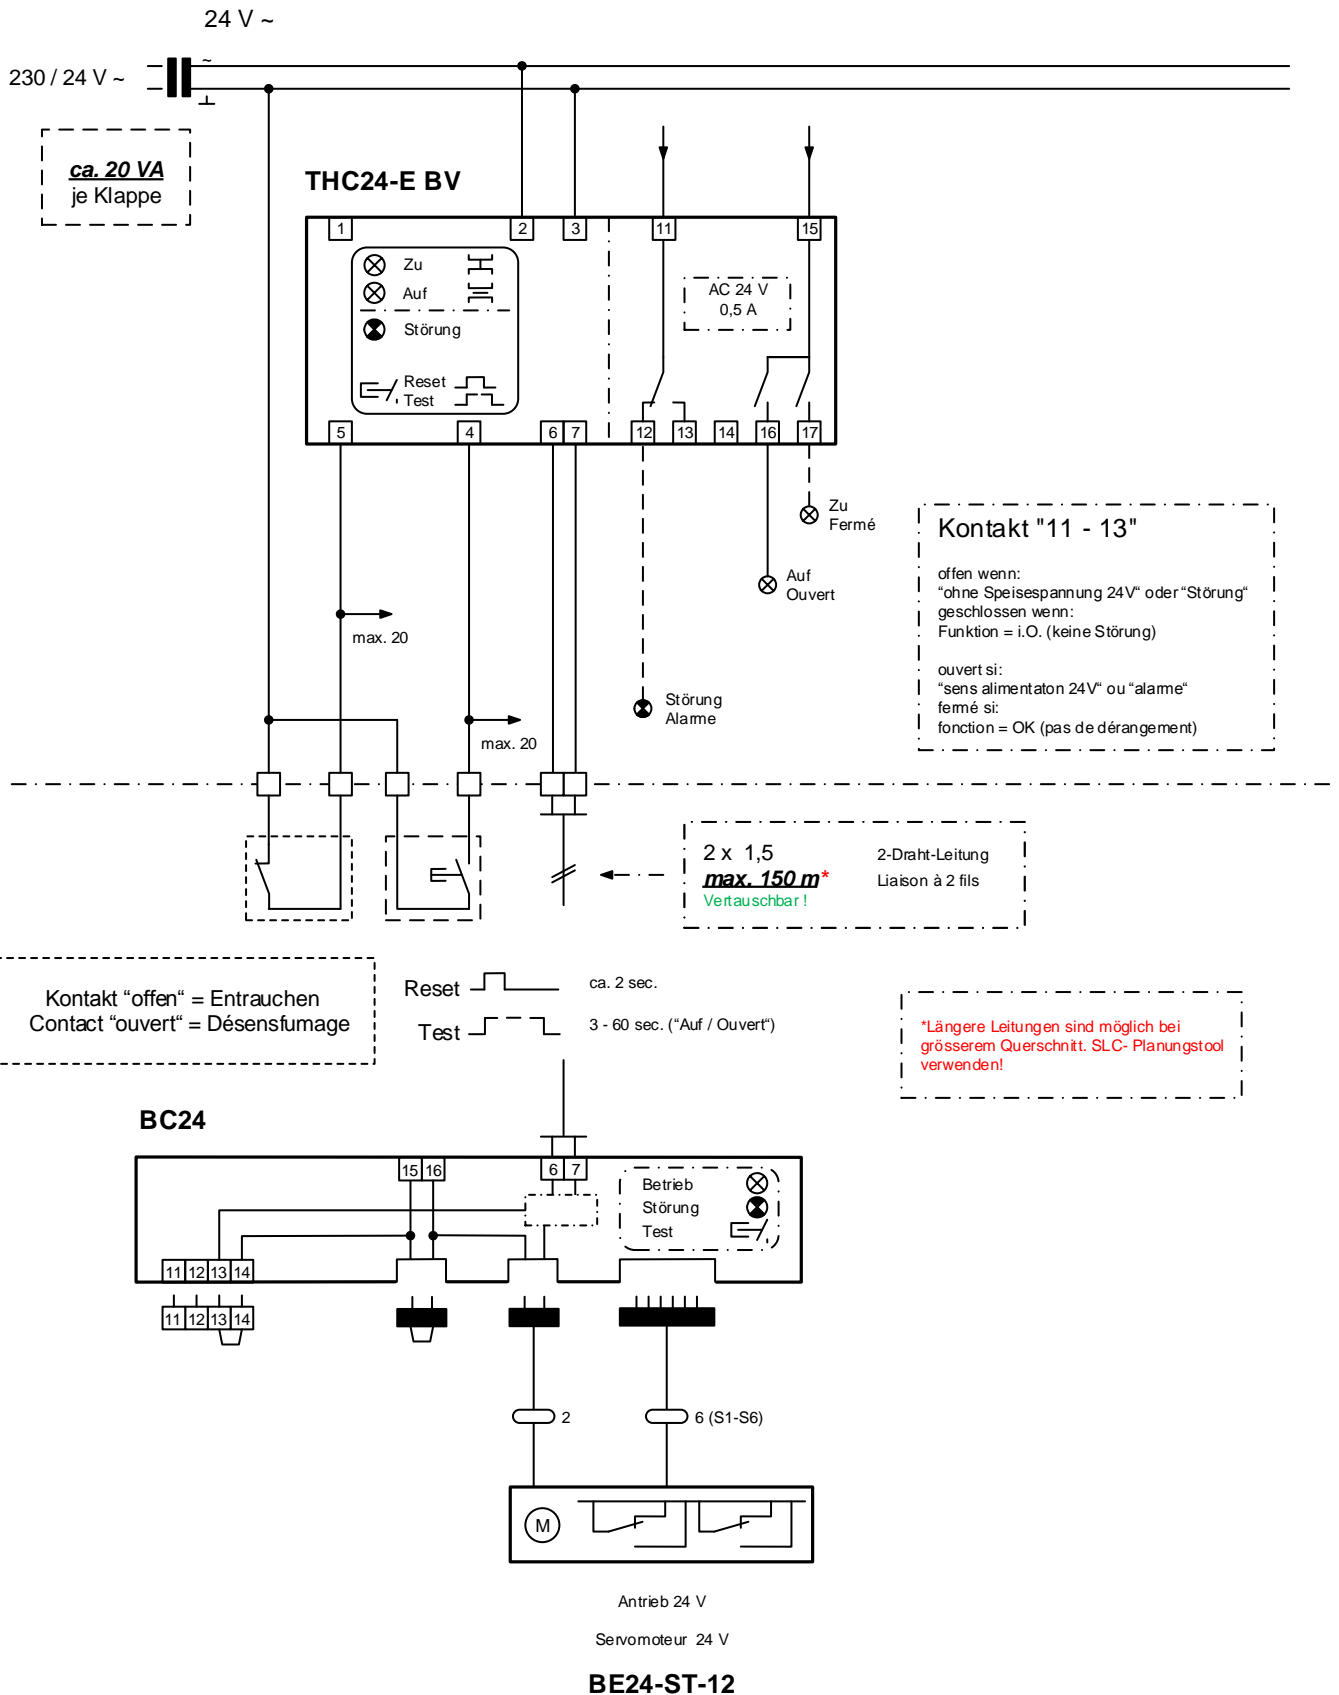 24 V ~
230 / 24 V ~
~
ca. 20 VA
je Klappe
THC24-E BV
1
2
3
11
15
Zu
Auf
Störung
Reset
Test
AC 24 V
0,5 A
5
4
6
7
12
13
14
16
17
Zu
Fermé
Auf
Ouvert
Störung
Alarme
max. 20
max. 20
Kontakt "11 - 13"
offen wenn:
“ohne Speisespannung 24V“ oder “Störung“
geschlossen wenn:
Funktion = i.O. (keine Störung)
ouvert si:
“sens alimentaton 24V“ ou “alarme“
fermé si:
fonction = OK (pas de dérangement)
2 x 1,5
max. 150 m*
Vertauschbar !
2-Draht-Leitung
Liaison à 2 fils
Kontakt “offen“ = Entrauchen
Contact “ouvert“ = Désensfumage
Reset
ca. 2 sec.
Test
3 - 60 sec. (“Auf / Ouvert“)
*Längere Leitungen sind möglich bei
grösserem Querschnitt. SLC- Planungstool
verwenden!
BC24
15
16
6
7
Betrieb
Störung
Test
11
12
13
14
11
12
13
14
2
6 (S1-S6)
M
Antrieb 24 V
Servomoteur 24 V
BE24-ST-12